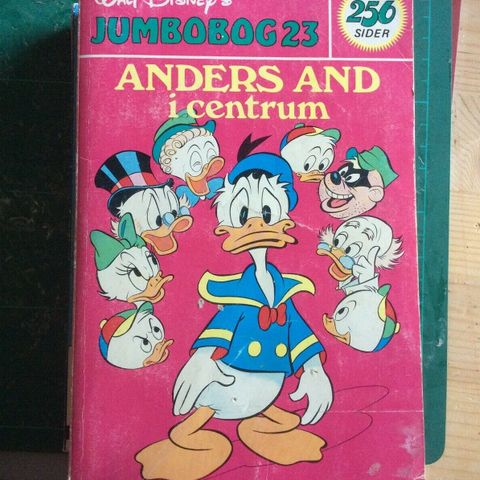 Walt Disney's
JUMBOBOG 23
256
SIDER
ANDERS AND
i centrum